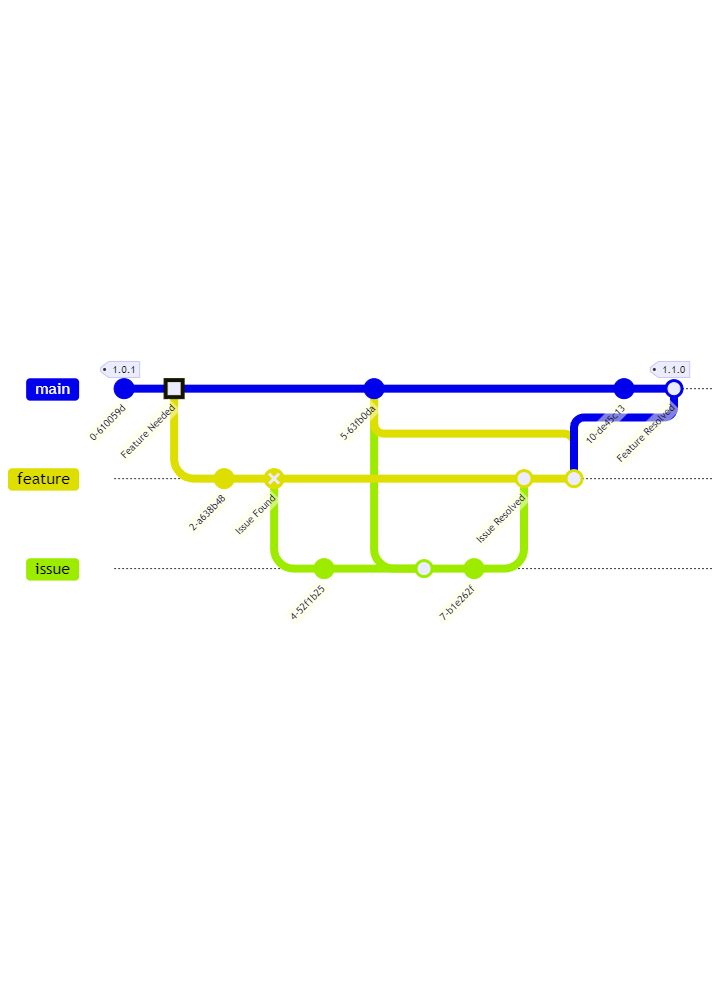 1.0.1
1.1.0
main
0-610059d
Feature Needed
5-63fb0da
10-de45c13
Feature Resolved
feature
2-a638b48
Issue Found
Issue Resolved
issue
4-52f1b25
7-b1e262f